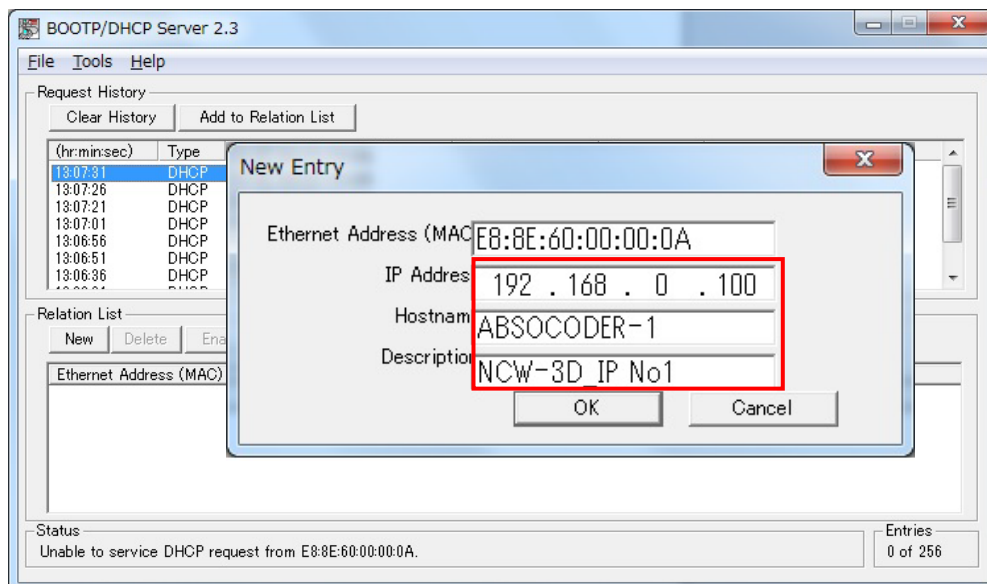 BOOTP/DHCP Server 2.3
File Tools Help
Request History
Clear History Add to Relation List
(hr:min:sec) Type
13:07:31 DHCP
13:07:26 DHCP
13:07:21 DHCP
13:07:01 DHCP
13:06:56 DHCP
13:06:51 DHCP
13:06:36 DHCP
New Entry
Ethernet Address (MAC E8:8E:60:00:00:0A
IP Addres 192 . 168 . 0 . 100
Hostnam ABSOCODER-1
Description NCW-3D_IP No1
OK Cancel
Relation List
New Delete Ena
Ethernet Address (MAC)
Status
Unable to service DHCP request from E8:8E:60:00:00:0A.
Entries
0 of 256